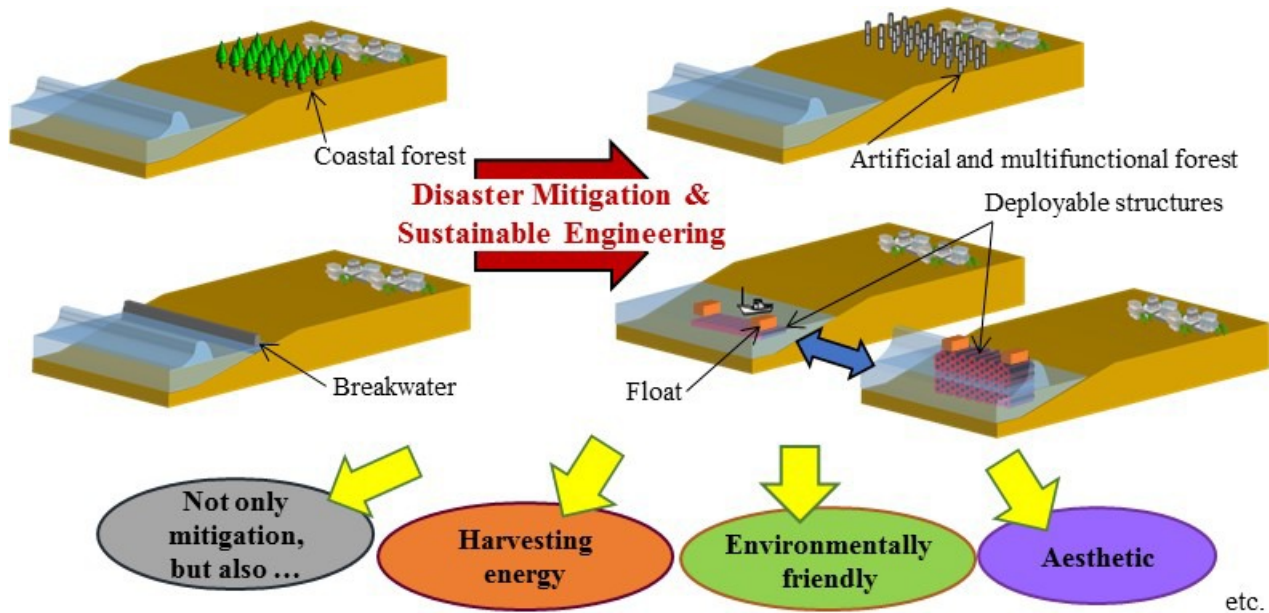 Coastal forest
Artificial and multifunctional forest
Disaster Mitigation &
Sustainable Engineering
Deployable structures
Breakwater
Float
Not only
mitigation,
but also ...
Harvesting
energy
Environmentally
friendly
Aesthetic
etc.